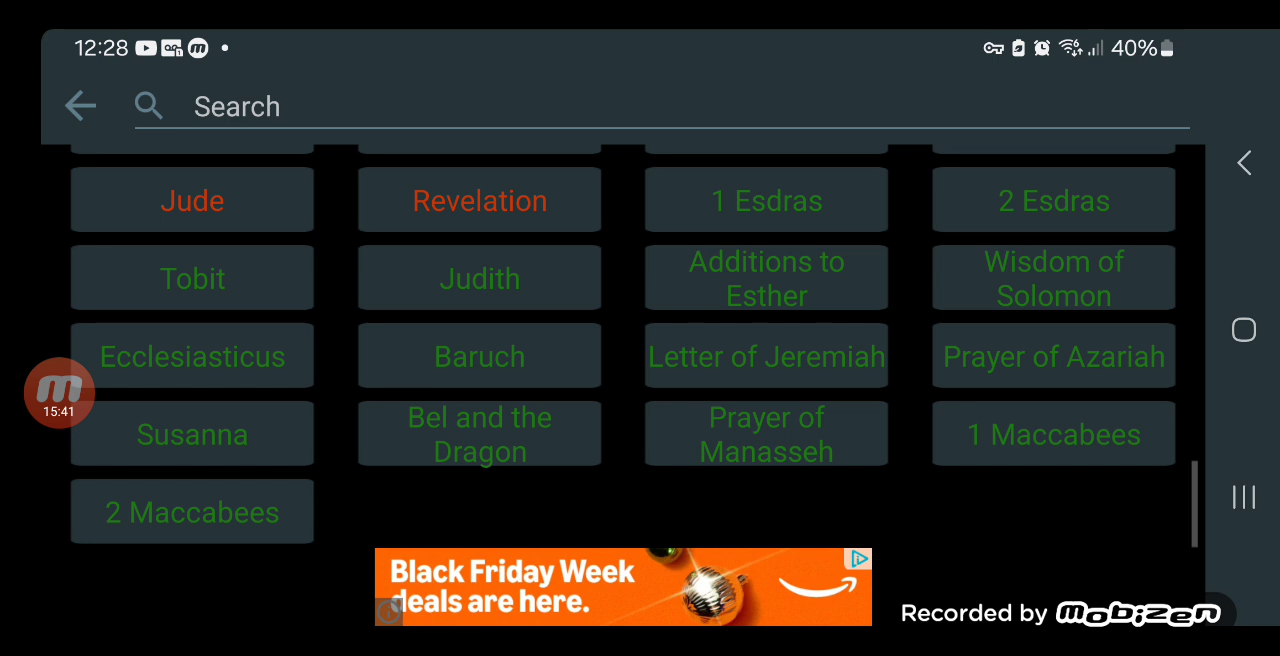 12:28
40%
Search
Jude
Revelation
1 Esdras
2 Esdras
Tobit
Judith
Additions to
Esther
Wisdom of
Solomon
Ecclesiasticus
Baruch
Letter of Jeremiah
Prayer of Azariah
15:41
Susanna
Bel and the
Dragon
Prayer of
Manasseh
1 Maccabees
2 Maccabees
Black Friday Week
deals are here.
Recorded by Mobizen